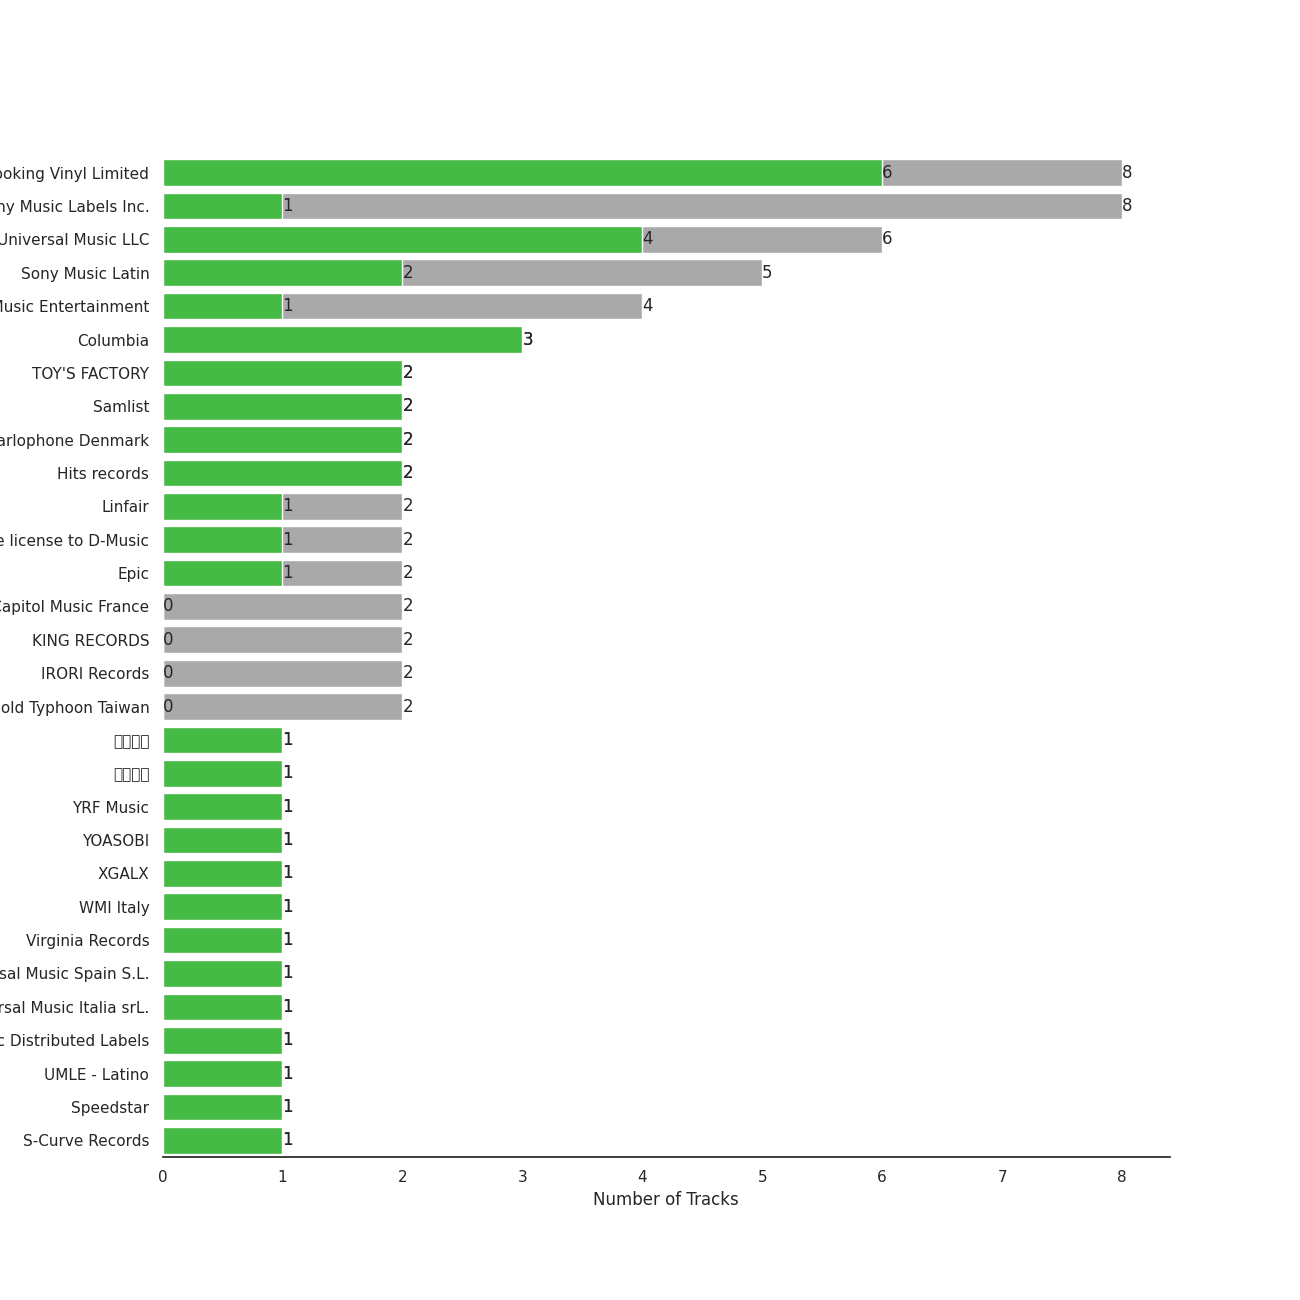 ooking Vinyl Limited 6 8
ny Music Labels Inc. 1 8
Universal Music LLC 4 6
Sony Music Latin 2 5
Music Entertainment 1 4
Columbia 3
TOY'S FACTORY 2
Samlist 2
arlophone Denmark 2
Hits records 2
Linfair 1 2
e license to D-Music 1 2
Epic 1 2
Capitol Music France 0 2
KING RECORDS 0 2
IRORI Records 0 2
old Typhoon Taiwan 0 2
1
1
YRF Music 1
YOASOBI 1
XGALX 1
WMI Italy 1
Virginia Records 1
sal Music Spain S.L. 1
rsal Music Italia srL. 1
c Distributed Labels 1
UMLE - Latino 1
Speedstar 1
S-Curve Records 1
0 1 2 3 4 5 6 7 8
Number of Tracks